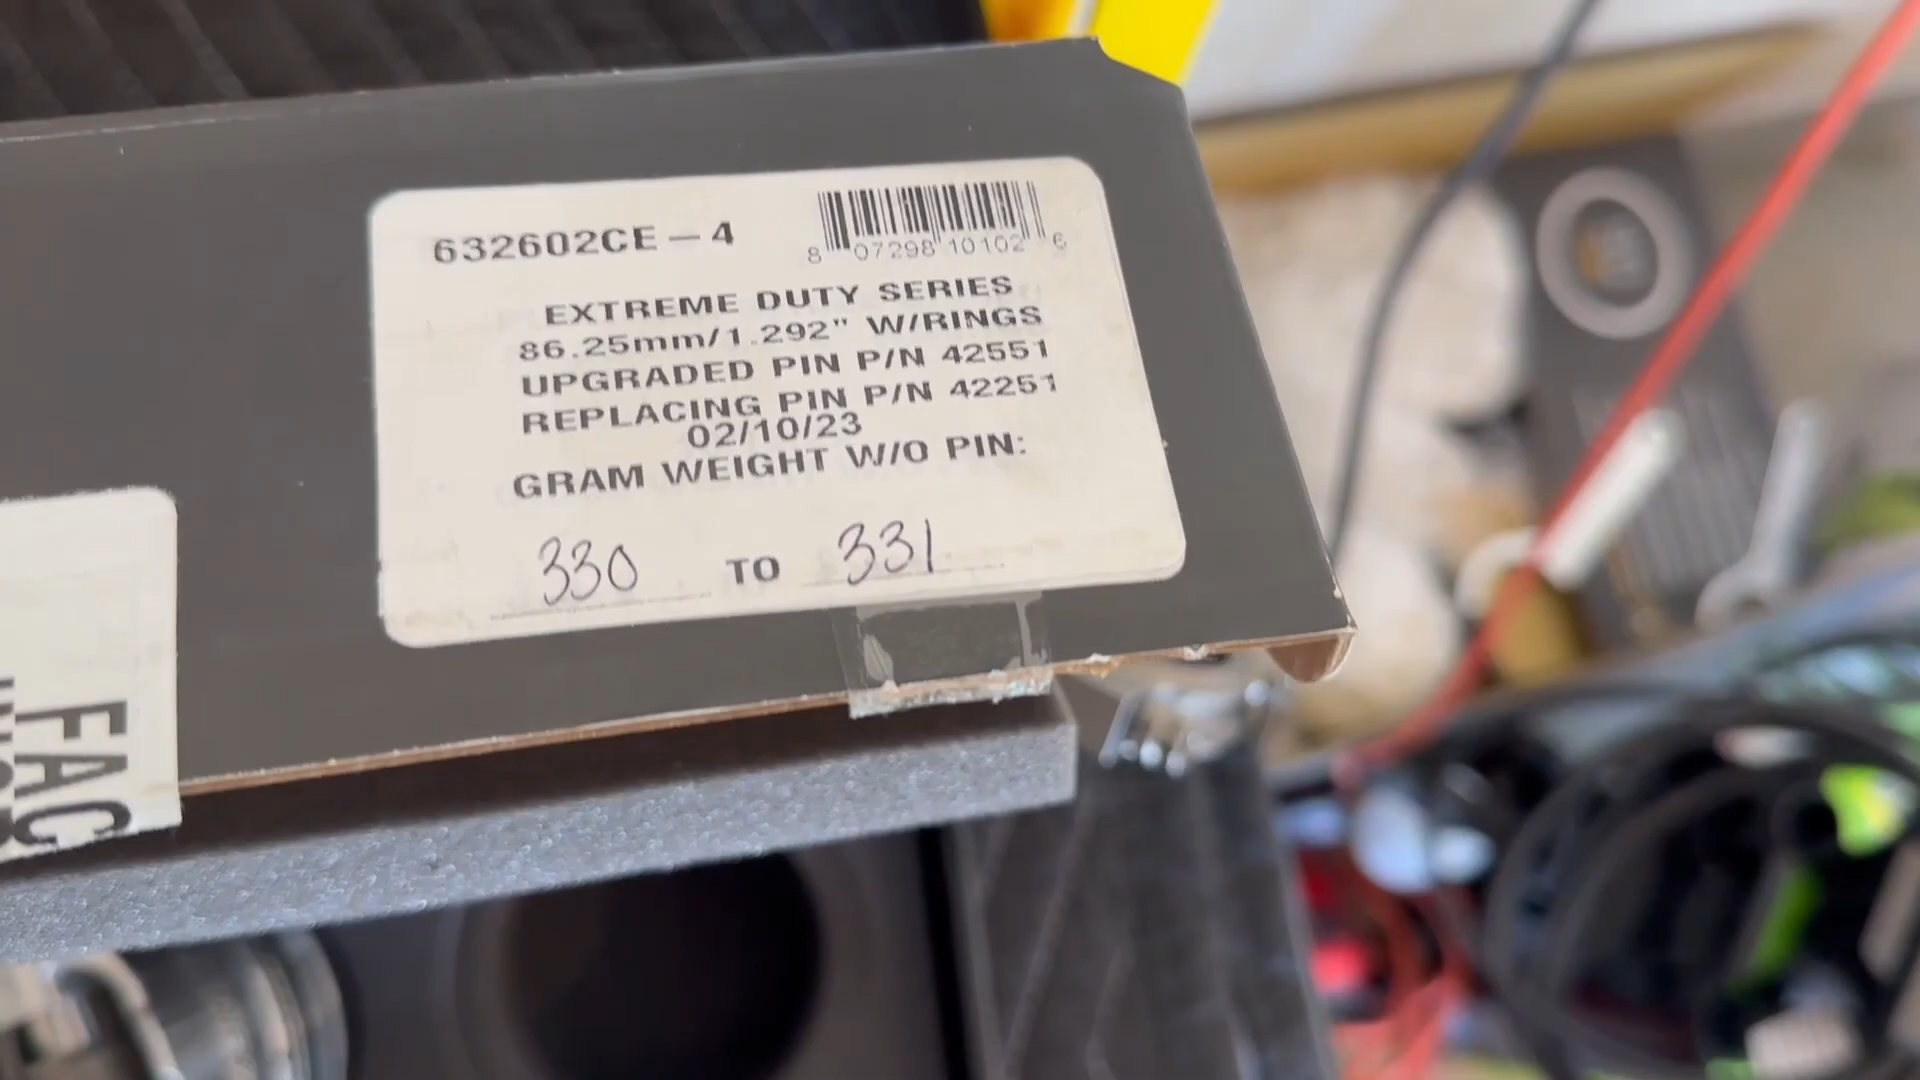 632602CE-4
8 07298 10102 6
EXTREME DUTY SERIES
86.25mm/1.292" W/RINGS
UPGRADED PIN P/N 42551
REPLACING PIN P/N 42251
02/10/23
GRAM WEIGHT W/O PIN:
330 TO 331
FAC